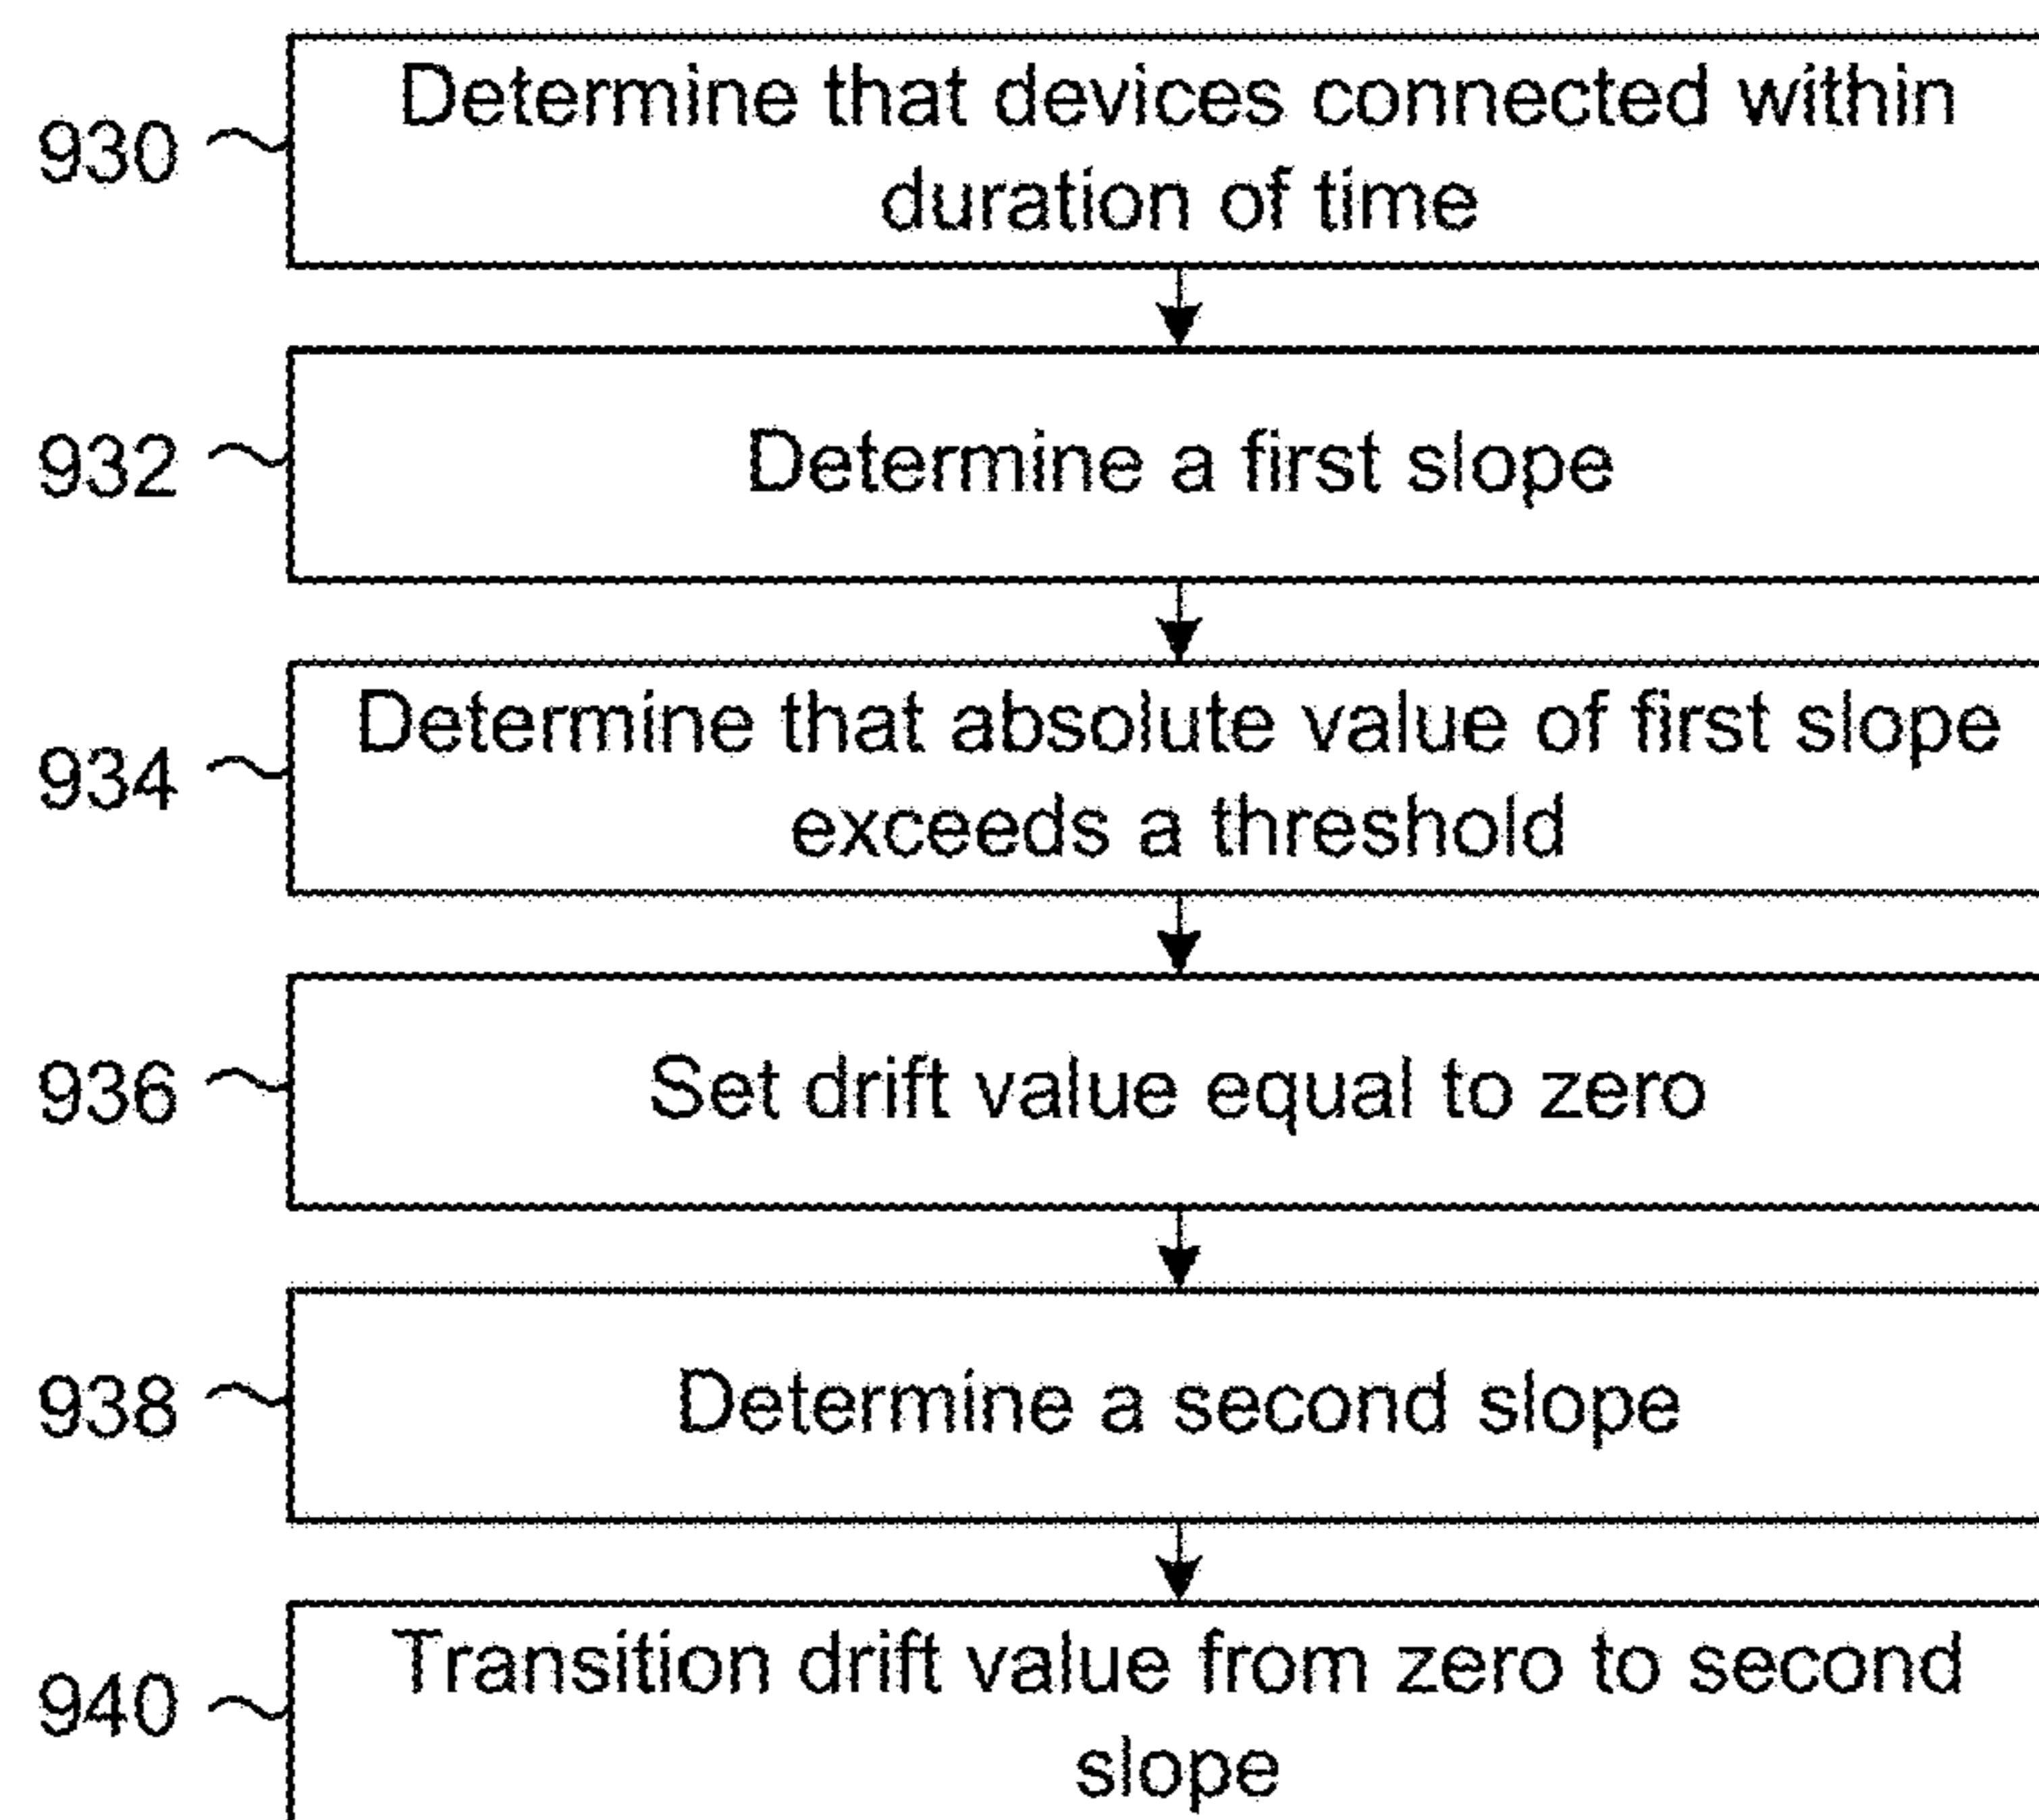 930
Determine that devices connected within
duration of time
932
Determine a first slope
934
Determine that absolute value of first slope
exceeds a threshold
936
Set drift value equal to zero
938
Determine a second slope
940
Transition drift value from zero to second
slope